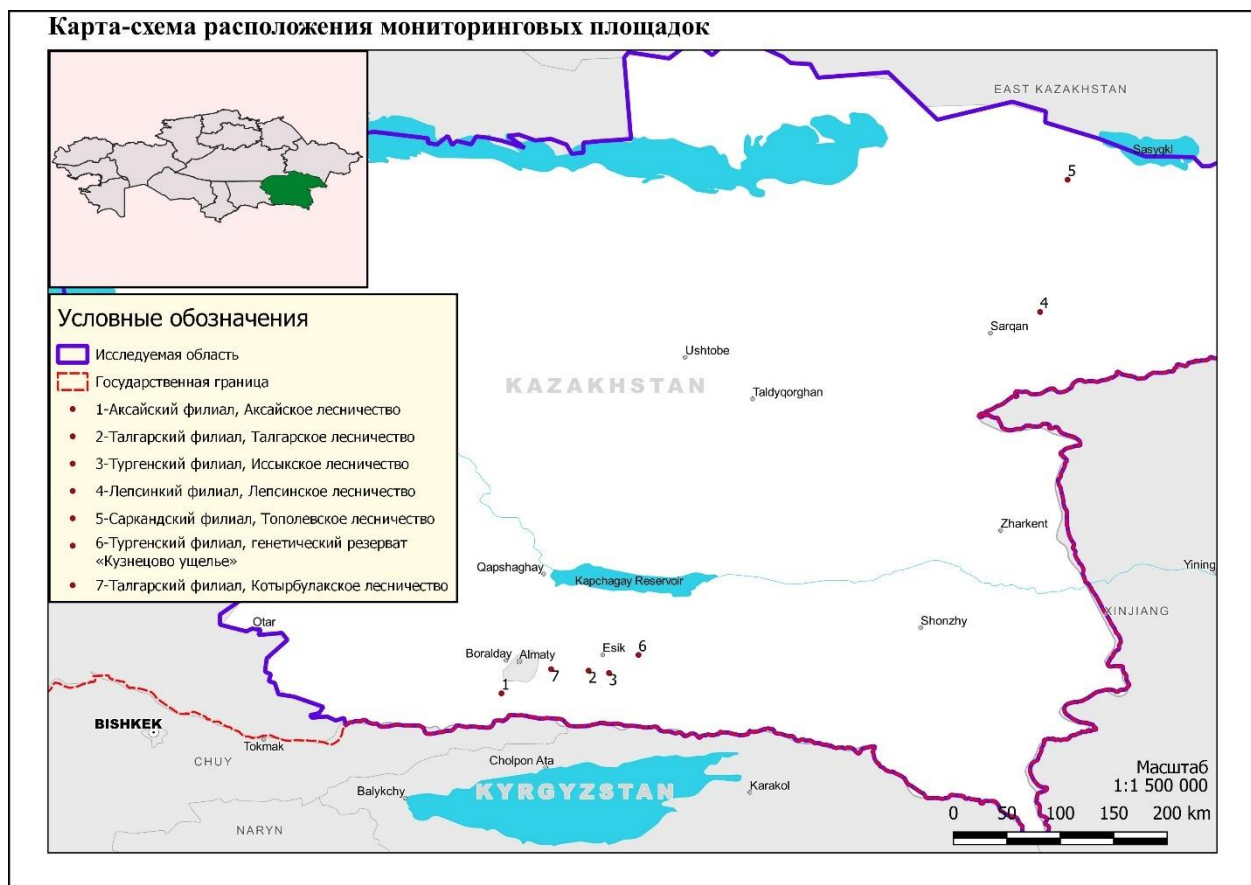 Карта-схема расположения мониторинговых площадок
EAST KAZAKHSTAN
Sasyqkl
5
4
Sarqan
Ushtobe
KAZAKHSTAN
Taldyqorghan
Условные обозначения
Исследуемая область
Государственная граница
1-Аксайский филиал, Аксайское лесничество
2-Талгарский филиал, Талгарское лесничество
3-Тургенский филиал, Иссыкское лесничество
4-Лепсинкий филиал, Лепсинское лесничество
5-Саркандский филиал, Тополевское лесничество
6-Тургенский филиал, генетический резерват
«Кузнецово ущелье»
7-Талгарский филиал, Котырбулакское лесничество
Zharkent
Qapshaghay
Kapchagay Reservoir
Yining
XINJIANG
Otar
Shonzhy
Boralday
Almaty
Esik
6
7
2
3
1
BISHKEK
Tokmak
CHUY
Cholpon Ata
Balykchy
KYRGYZSTAN
Karakol
NARYN
Масштаб
1:1 500 000
0 50 100 150 200 km